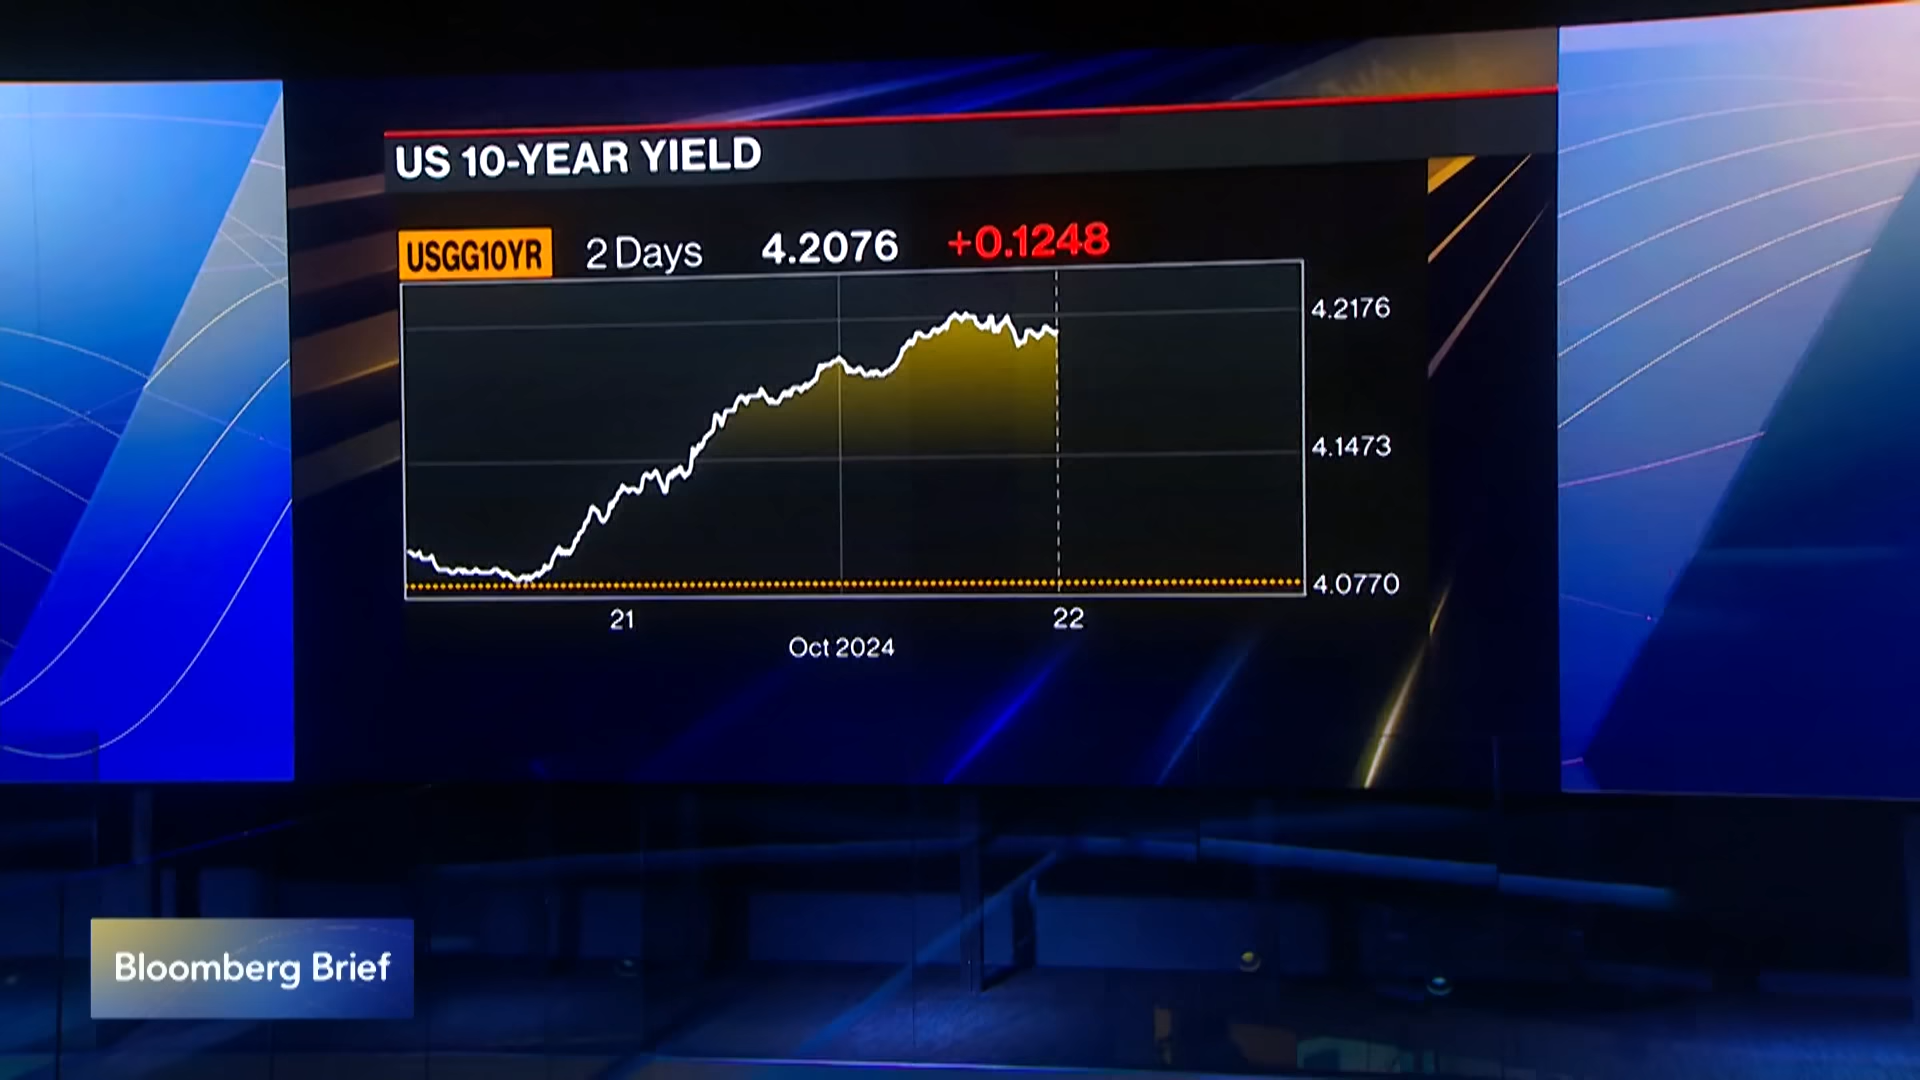 US 10-YEAR YIELD
USGG10YR 2 Days 4.2076 +0.1248
4.2176
4.1473
4.0770
21 22
Oct 2024
Bloomberg Brief